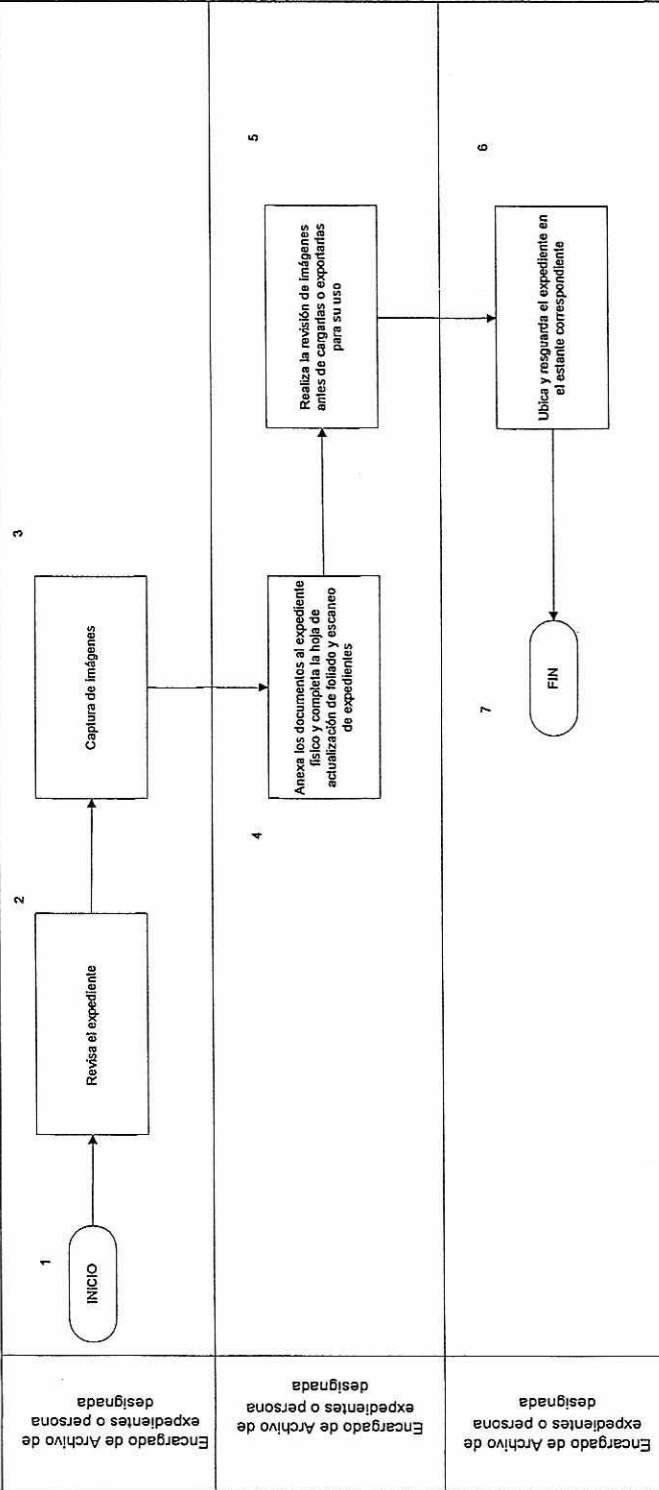 Encargado de Archivo de
expedientes o persona
designada
1
INICIO
2
Revisa el expediente
3
Captura de imágenes
Encargado de Archivo de
expedientes o persona
designada
4
Anexa los documentos al expediente
físico y completa la hoja de
actualización de foliado y escaneo
de expedientes
5
Realiza la revisión de imágenes
antes de cargarlas o exportarlas
para su uso
Encargado de Archivo de
expedientes o persona
designada
6
Ubica y resguarda el expediente en
el estante correspondiente
7
FIN